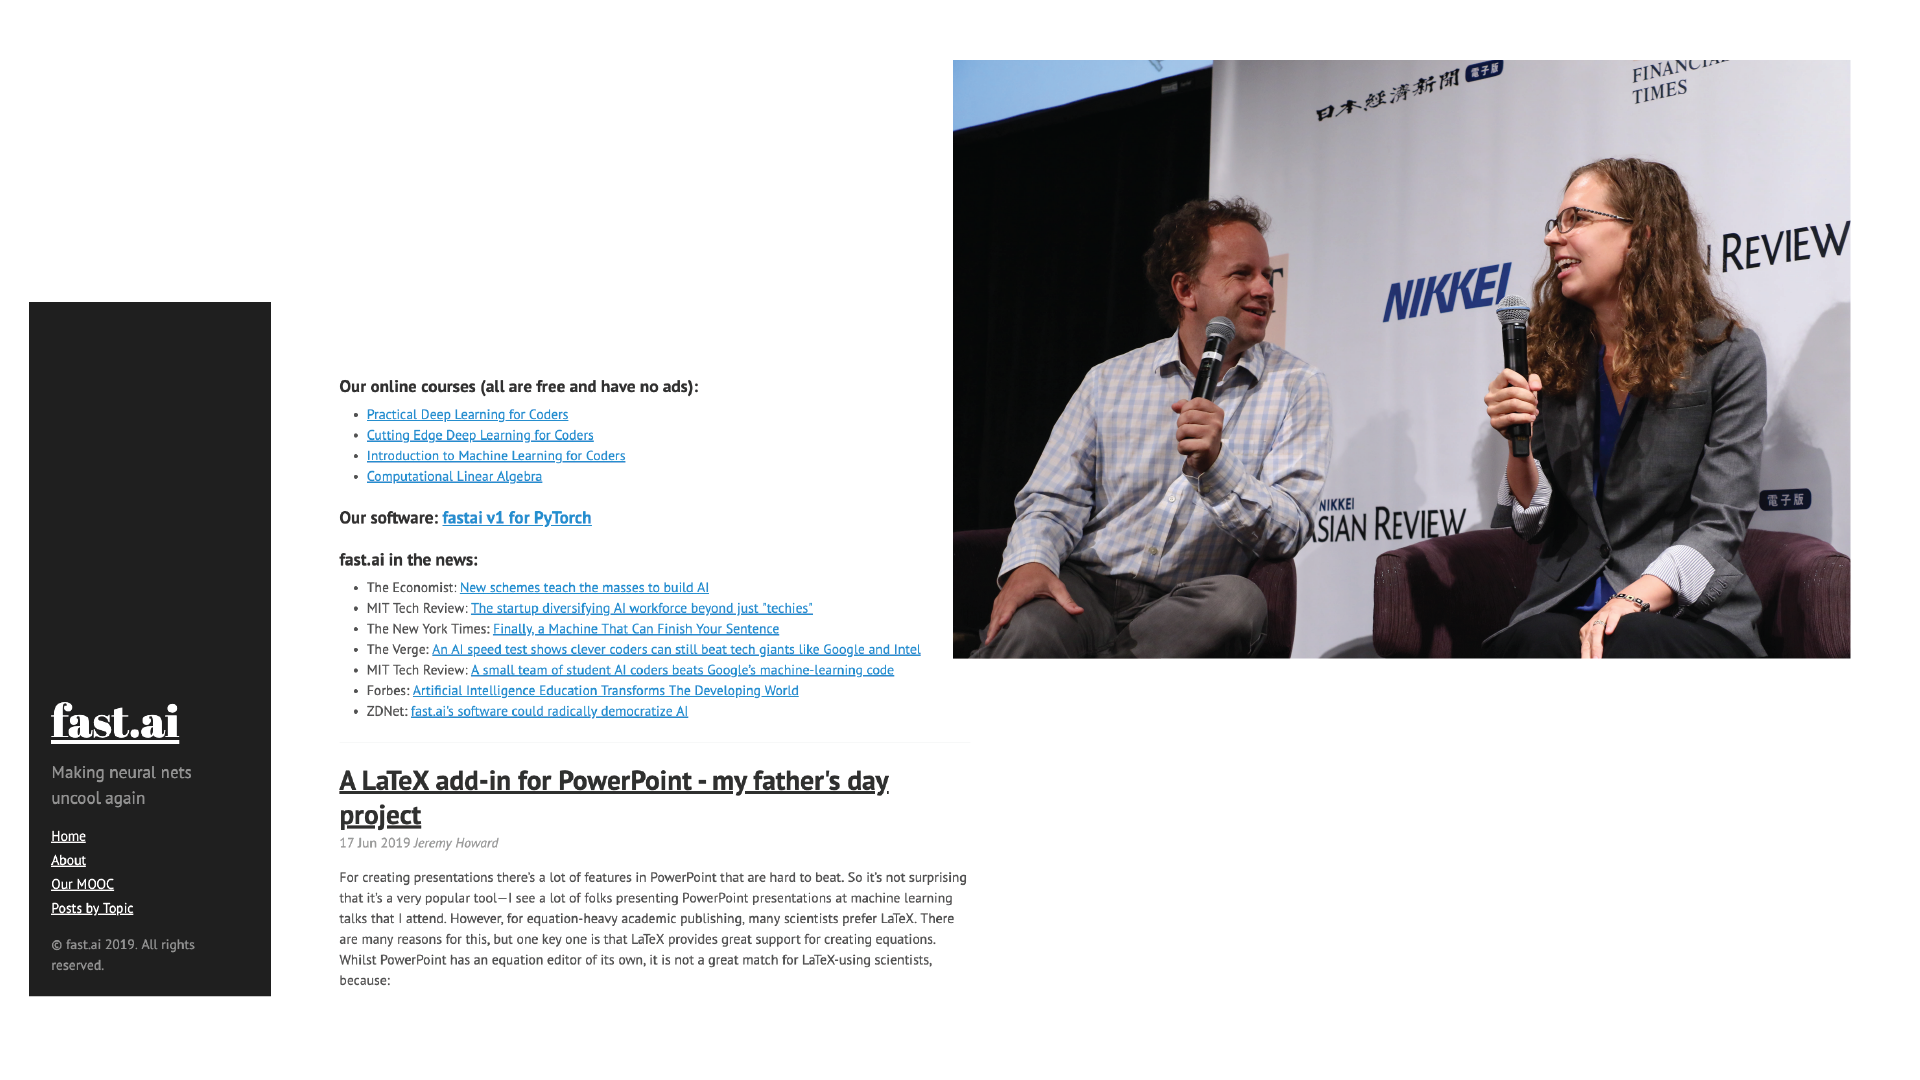 fast.ai
Making neural nets
uncool again
Home
About
Our MOOC
Posts by Topic
© fast.ai 2019. All rights
reserved.
Our online courses (all are free and have no ads):
• Practical Deep Learning for Coders
• Cutting Edge Deep Learning for Coders
• Introduction to Machine Learning for Coders
• Computational Linear Algebra
Our software: fastai v1 for PyTorch
fast.ai in the news:
• The Economist: New schemes teach the masses to build AI
• MIT Tech Review: The startup diversifying AI workforce beyond just "techies"
• The New York Times: Finally, a Machine That Can Finish Your Sentence
• The Verge: An AI speed test shows clever coders can still beat tech giants like Google and Intel
• MIT Tech Review: A small team of student AI coders beats Google's machine-learning code
• Forbes: Artificial Intelligence Education Transforms The Developing World
• ZDNet: fast.ai's software could radically democratize AI
A LaTeX add-in for PowerPoint - my father's day
project
17 Jun 2019 Jeremy Howard
For creating presentations there's a lot of features in PowerPoint that are hard to beat. So it's not surprising
that it's a very popular tool—I see a lot of folks presenting PowerPoint presentations at machine learning
talks that I attend. However, for equation-heavy academic publishing, many scientists prefer LaTeX. There
are many reasons for this, but one key one is that LaTeX provides great support for creating equations.
Whilst PowerPoint has an equation editor of its own, it is not a great match for LaTeX-using scientists,
because:
日本経済新聞 電子版
FINANCIAL
TIMES
NIKKEI
REVIEW
NIKKEI
SIAN REVIEW
電子版